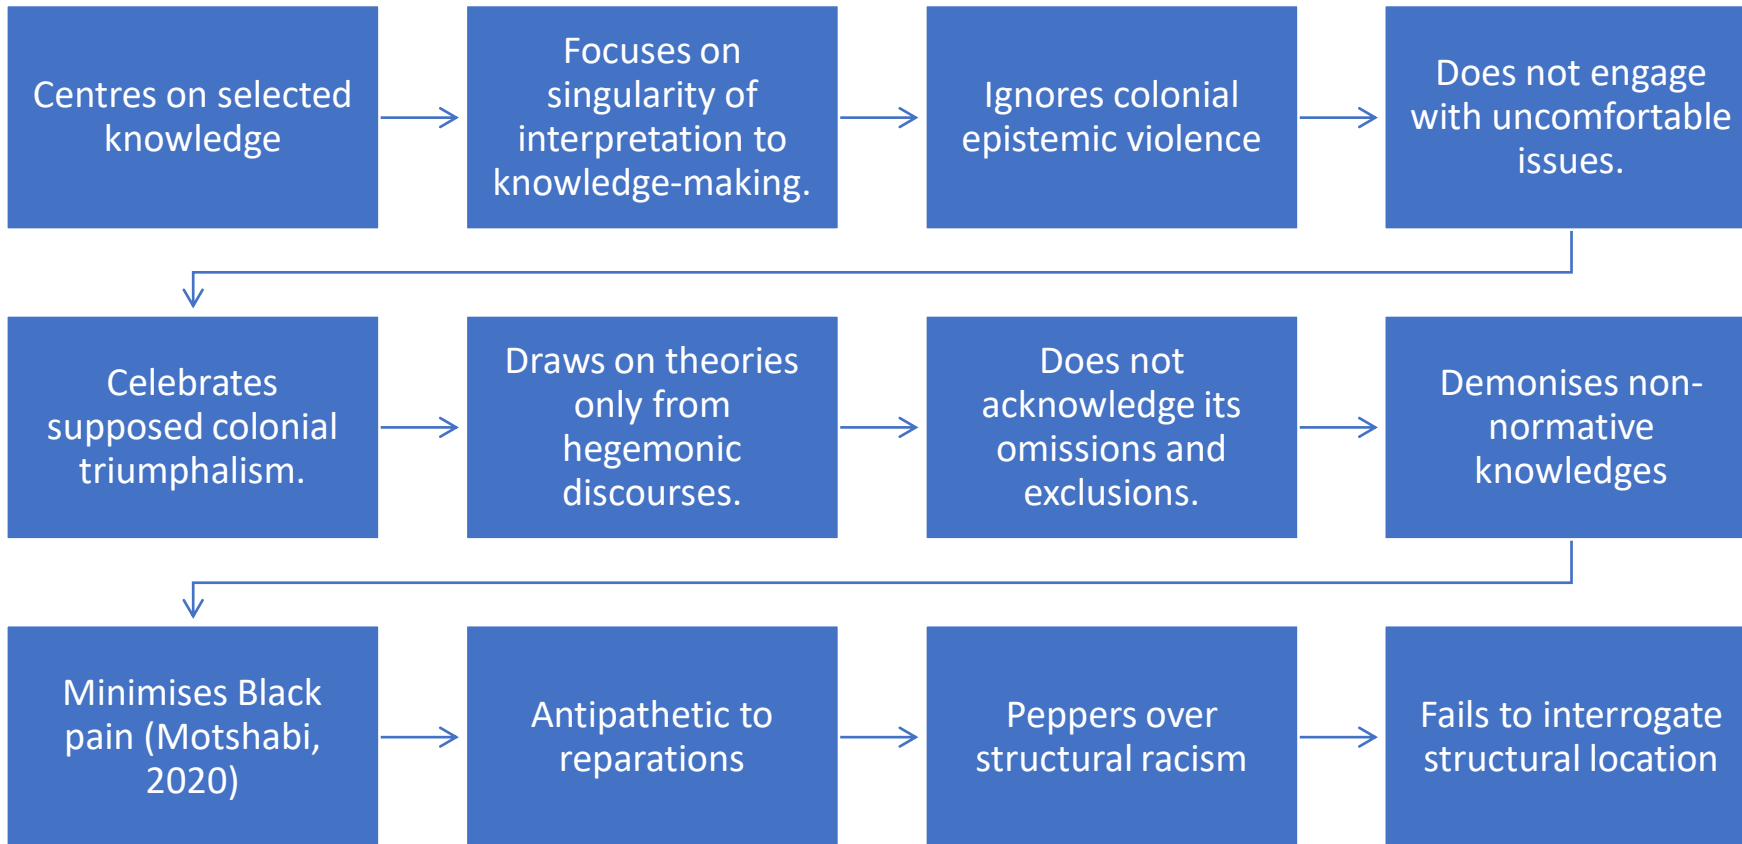 Centres on selected
knowledge
Focuses on
singularity of
interpretation to
knowledge-making.
Ignores colonial
epistemic violence
Does not engage
with uncomfortable
issues.
Celebrates
supposed colonial
triumphalism.
Draws on theories
only from
hegemonic
discourses.
Does not
acknowledge its
omissions and
exclusions.
Demonises non-
normative
knowledges
Minimises Black
pain (Motshabi,
2020)
Antipathetic to
reparations
Peppers over
structural racism
Fails to interrogate
structural location